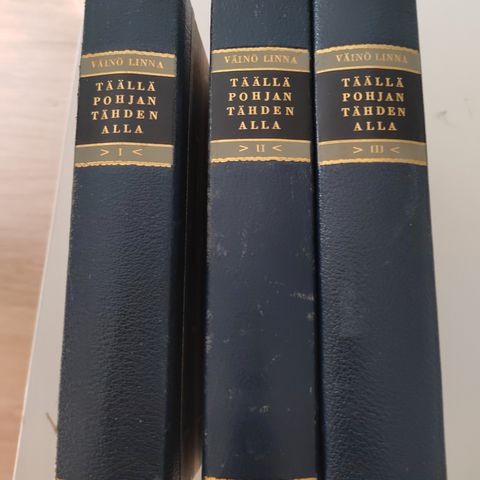 VÄINÖ LINNA
TÄÄLLÄ
POHJAN
TÄHDEN
ALLA
> I <
VÄINÖ LINNA
TÄÄLLÄ
POHJAN
TÄHDEN
ALLA
> II <
VÄINÖ LINNA
TÄÄLLÄ
POHJAN
TÄHDEN
ALLA
> III <